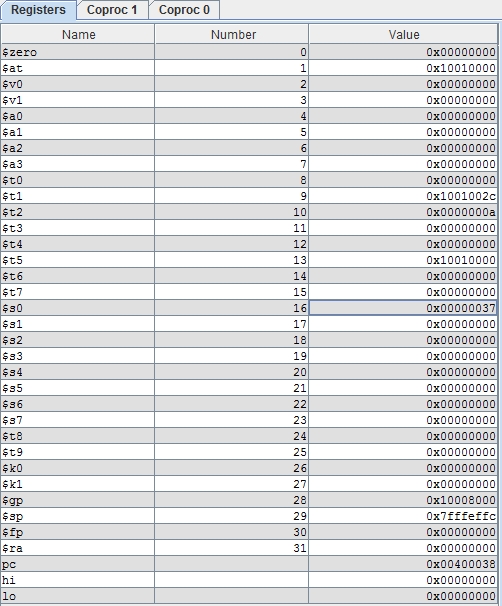 Registers Coproc 1 Coproc 0
Name Number Value
$zero 0 0x00000000
$at 1 0x10010000
$v0 2 0x00000000
$v1 3 0x00000000
$a0 4 0x00000000
$a1 5 0x00000000
$a2 6 0x00000000
$a3 7 0x00000000
$t0 8 0x00000000
$t1 9 0x1001002c
$t2 10 0x0000000a
$t3 11 0x00000000
$t4 12 0x00000000
$t5 13 0x10010000
$t6 14 0x00000000
$t7 15 0x00000000
$s0 16 0x00000037
$s1 17 0x00000000
$s2 18 0x00000000
$s3 19 0x00000000
$s4 20 0x00000000
$s5 21 0x00000000
$s6 22 0x00000000
$s7 23 0x00000000
$t8 24 0x00000000
$t9 25 0x00000000
$k0 26 0x00000000
$k1 27 0x00000000
$gp 28 0x10008000
$sp 29 0x7fffeffc
$fp 30 0x00000000
$ra 31 0x00000000
pc 0x00400038
hi 0x00000000
lo 0x00000000